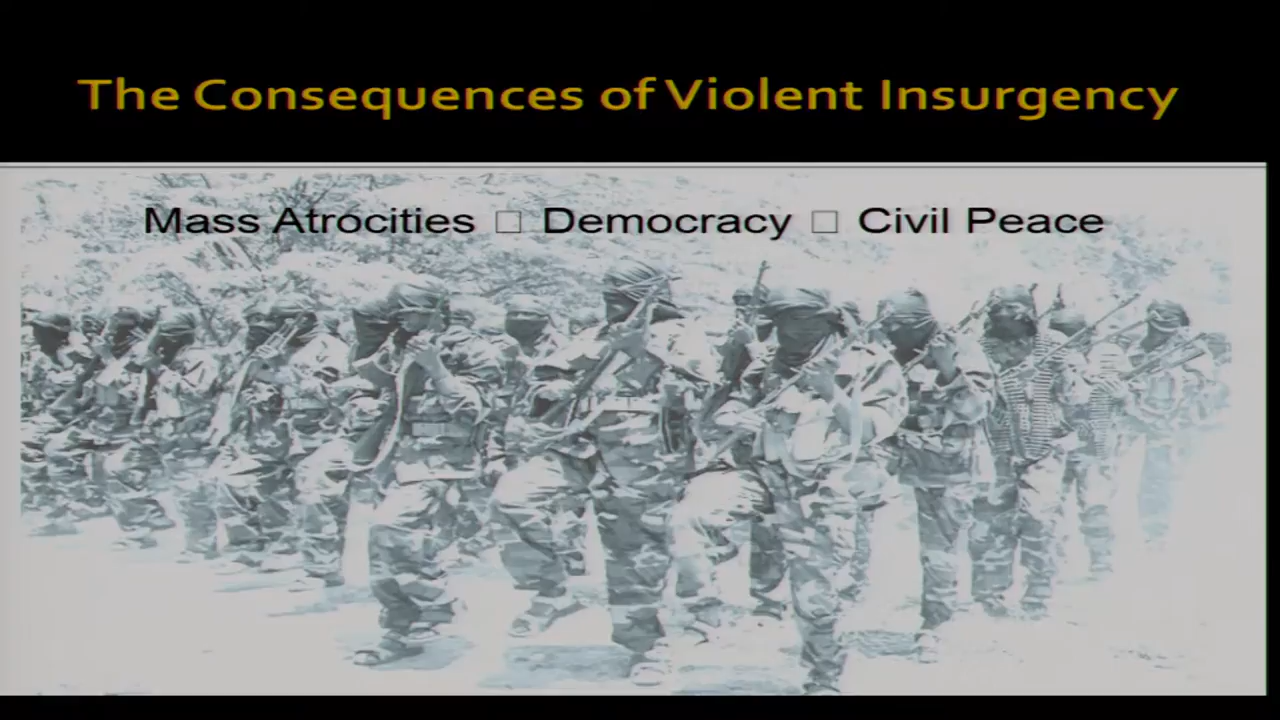 The Consequences of Violent Insurgency
Mass Atrocities □ Democracy □ Civil Peace